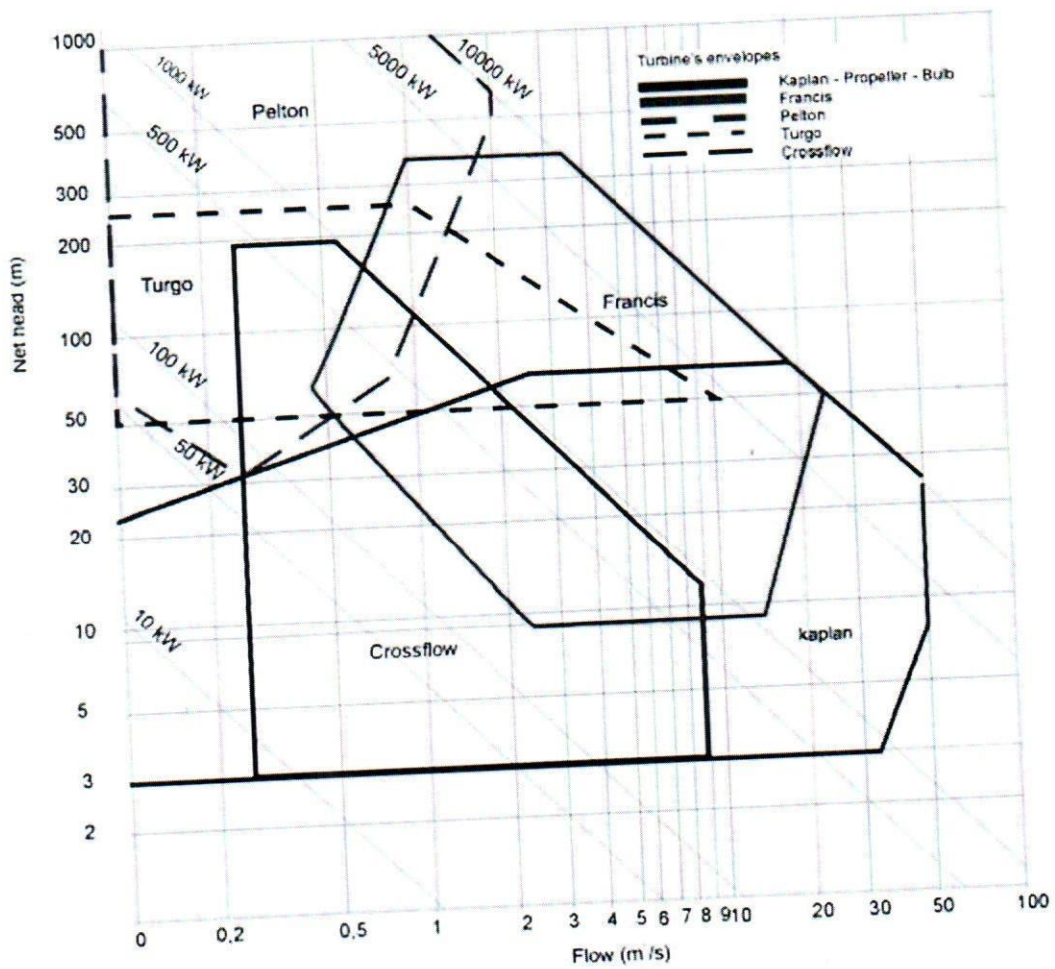 1000
500
300
200
100
50
30
20
10
5
3
2
Net head (m)
1000 kW
5000 kW
10000 kW
500 kW
100 kW
50 kW
10 kW
Pelton
Turgo
Francis
Crossflow
kaplan
Turbine's envelopes
Kaplan - Propeller - Bulb
Francis
Pelton
Turgo
Crossflow
0 0,2 0,5 1 2 3 4 5 6 7 8 910 20 30 50 100
Flow (m /s)